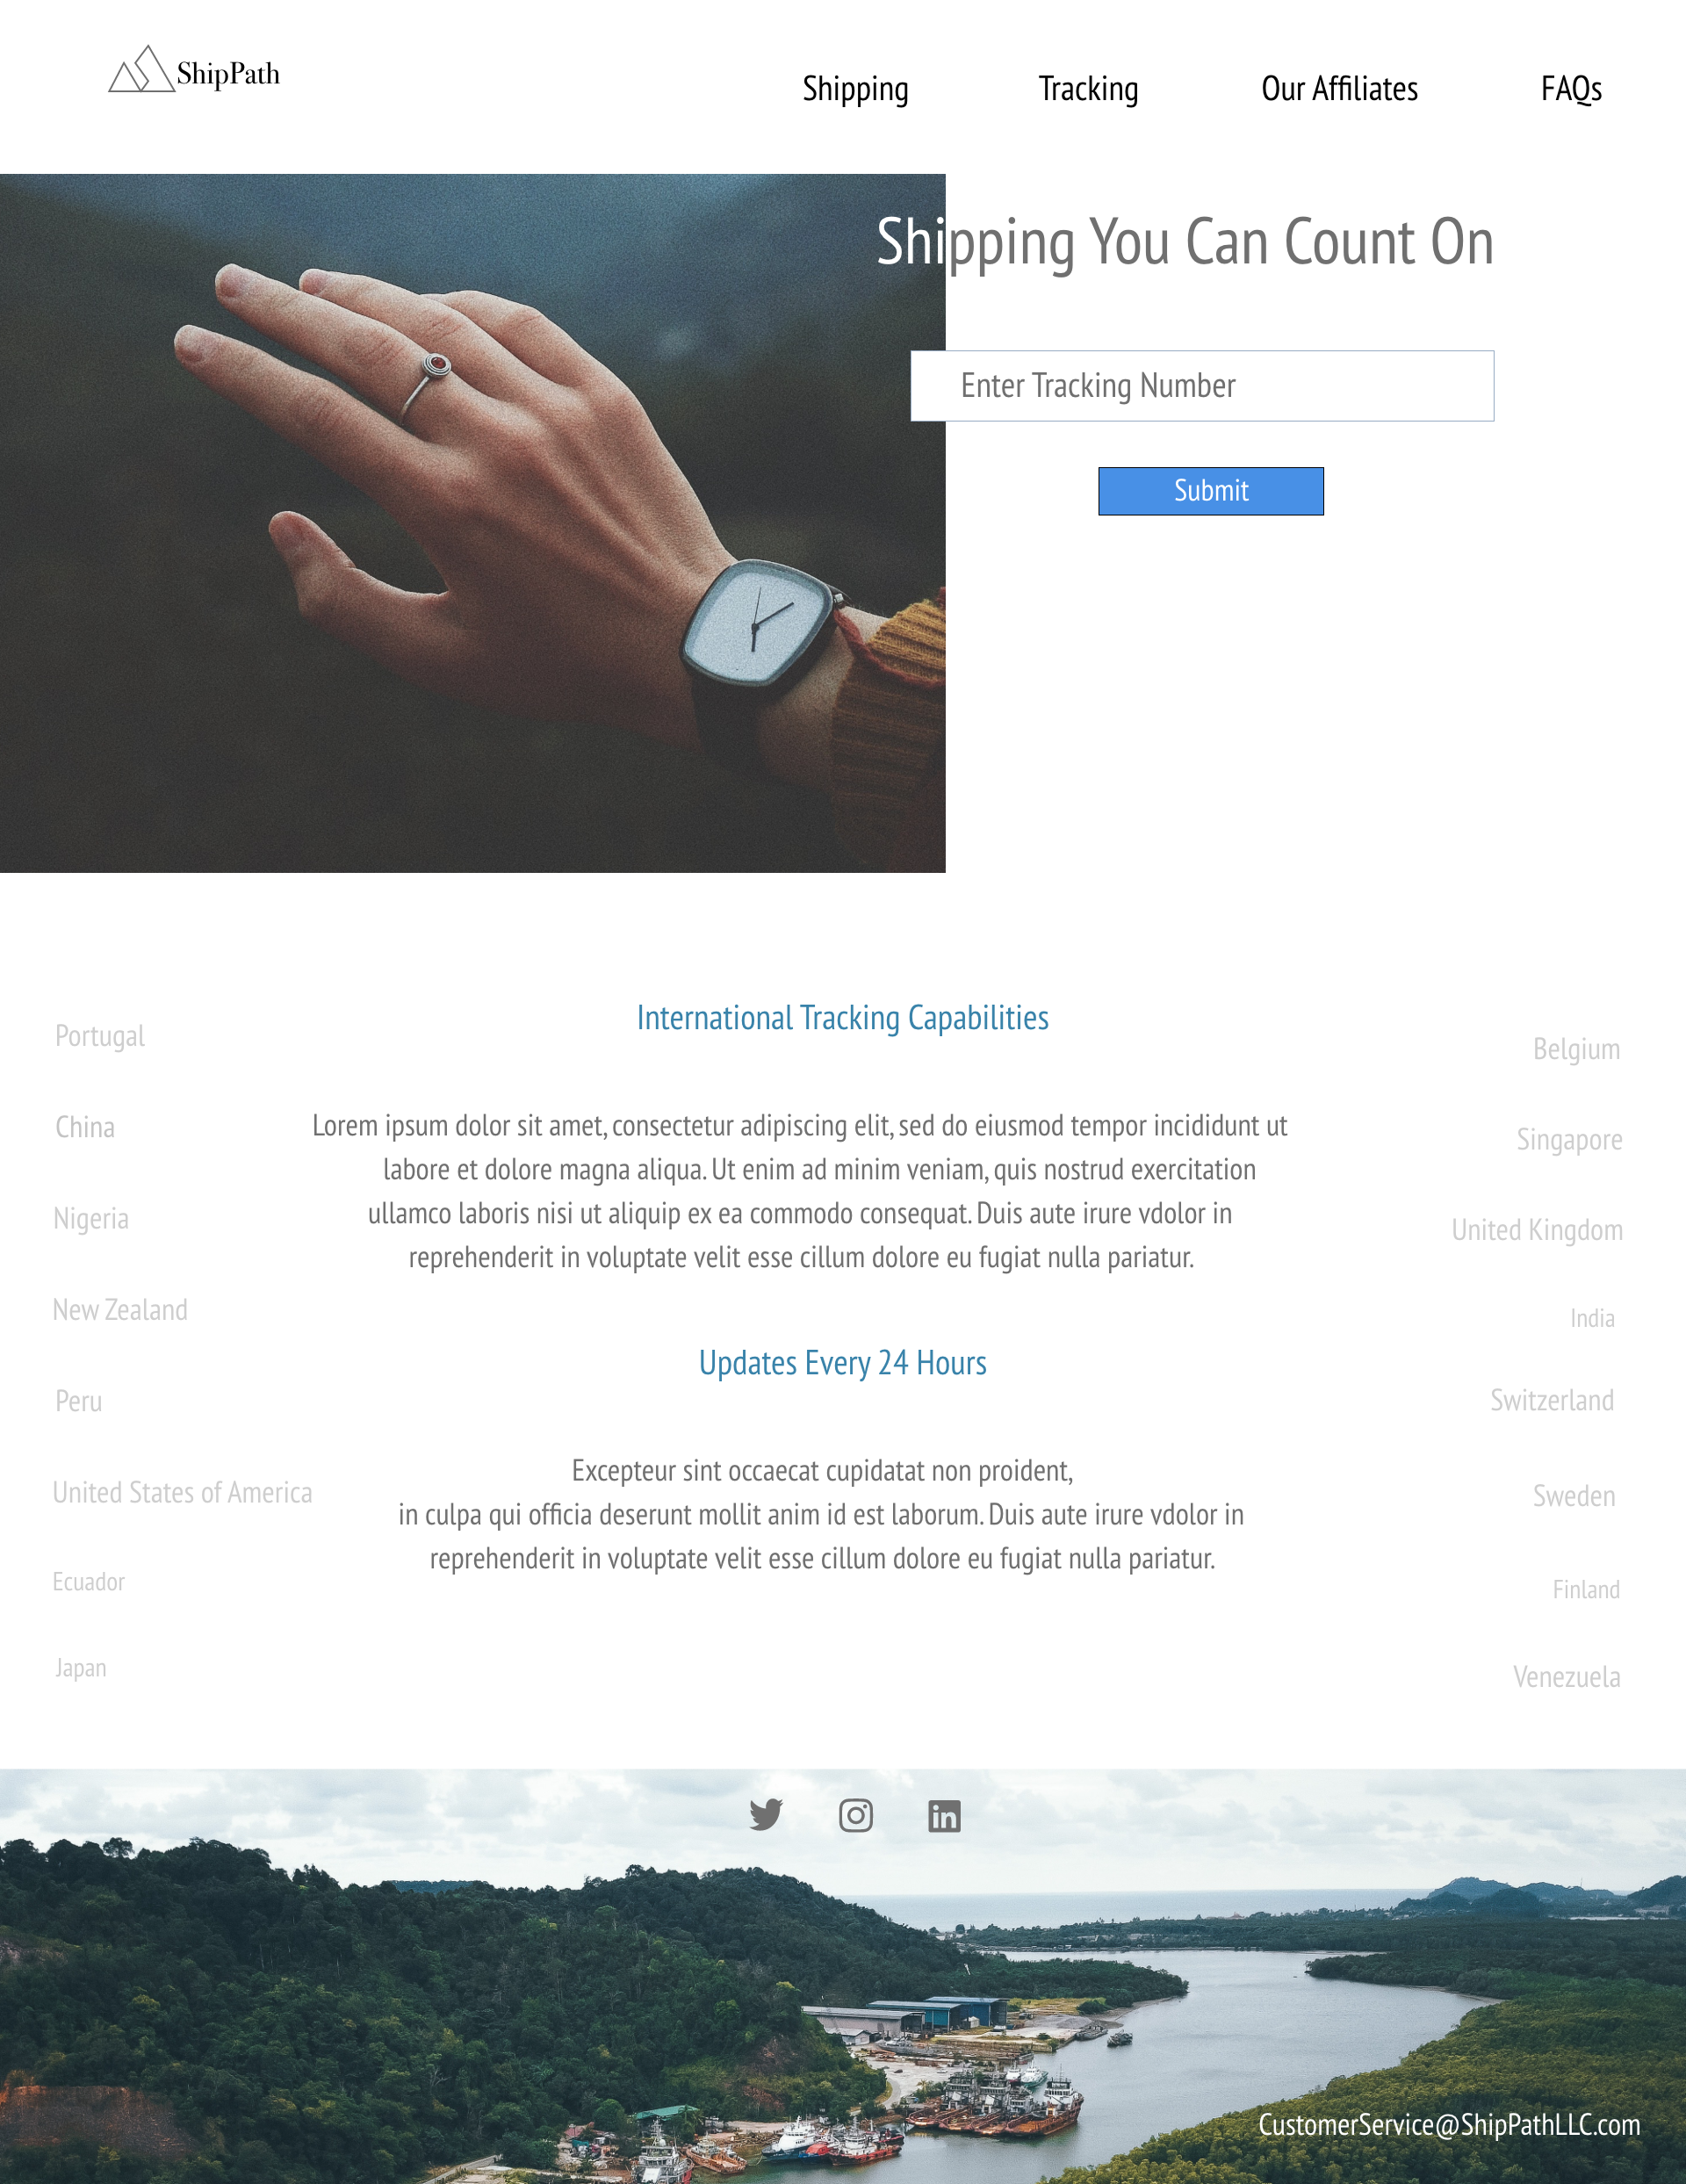 ShipPath
Shipping
Tracking
Our Affiliates
FAQs
Shipping You Can Count On
Enter Tracking Number
Submit
International Tracking Capabilities
Portugal
China
Nigeria
New Zealand
Peru
United States of America
Ecuador
Japan
Lorem ipsum dolor sit amet, consectetur adipiscing elit, sed do eiusmod tempor incididunt ut
labore et dolore magna aliqua. Ut enim ad minim veniam, quis nostrud exercitation
ullamco laboris nisi ut aliquip ex ea commodo consequat. Duis aute irure vdolor in
reprehenderit in voluptate velit esse cillum dolore eu fugiat nulla pariatur.
Updates Every 24 Hours
Excepteur sint occaecat cupidatat non proident,
in culpa qui officia deserunt mollit anim id est laborum. Duis aute irure vdolor in
reprehenderit in voluptate velit esse cillum dolore eu fugiat nulla pariatur.
Belgium
Singapore
United Kingdom
India
Switzerland
Sweden
Finland
Venezuela
in
CustomerService@ShipPathLLC.com